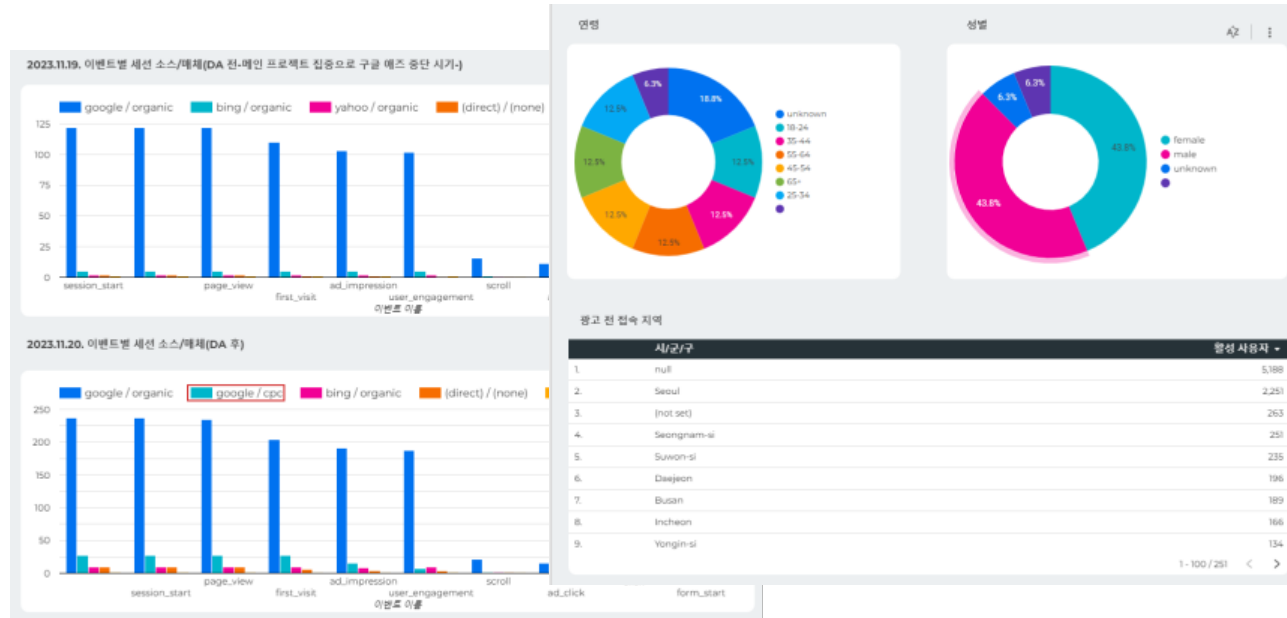 2023.11.19. 이벤트별 세션 소스/매체(DA 전-메인 프로젝트 집중으로 구글 애즈 중단 시기-)
google / organic
bing / organic
yahoo / organic
(direct) / (none)
125
100
75
50
25
0
session_start
page_view
first_visit
ad_impression
user_engagement
scroll
이벤트 이름
2023.11.20. 이벤트별 세션 소스/매체(DA 후)
google / organic
google / cpc
bing / organic
(direct) / (none)
250
200
150
100
50
0
session_start
page_view
first_visit
ad_impression
user_engagement
scroll
ad_click
form_start
이벤트 이름
연령
6.3%
18.8%
12.5%
12.5%
12.5%
12.5%
12.5%
12.5%
unknown
18-24
35-44
55-64
45-54
65+
25-34
성별
6.3%
6.3%
43.8%
43.8%
female
male
unknown
광고 전 접속 지역
시/군/구 활성 사용자
1. null 5,188
2. Seoul 2,251
3. (not set) 263
4. Seongnam-si 251
5. Suwon-si 235
6. Daejeon 196
7. Busan 189
8. Incheon 166
9. Yongin-si 134
1 - 100 / 251